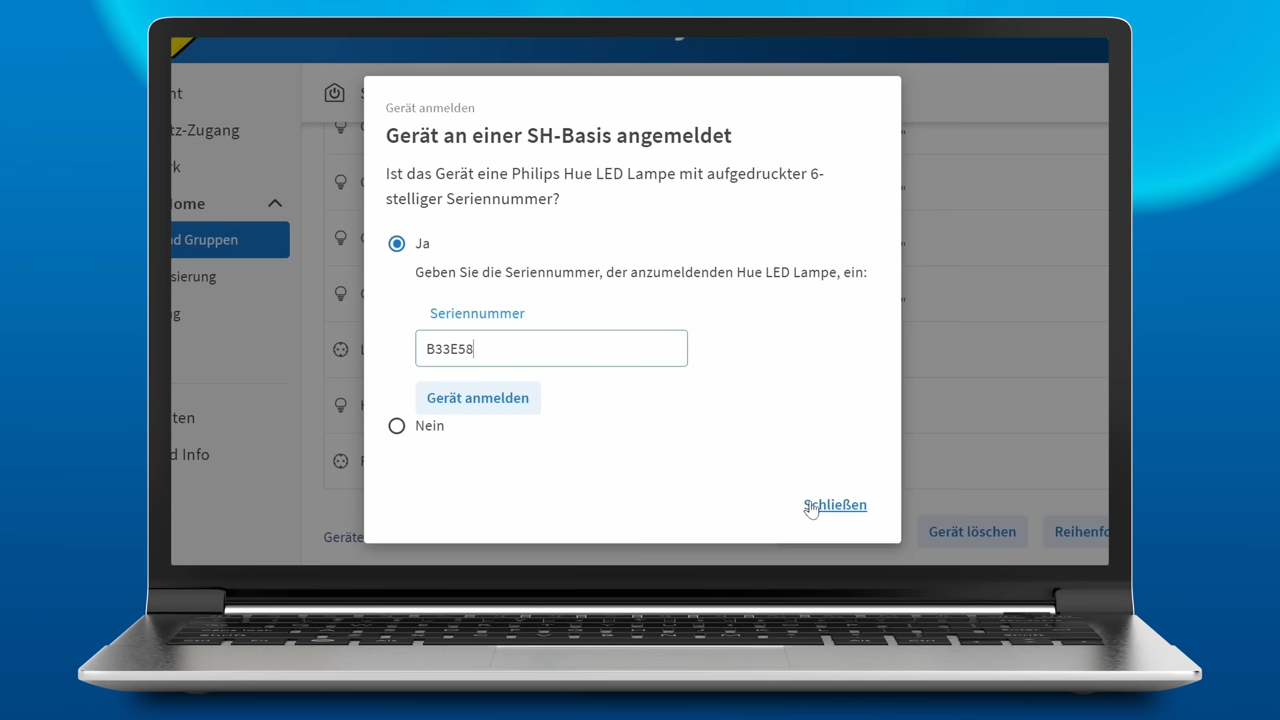 Gerät anmelden
Gerät an einer SH-Basis angemeldet
Ist das Gerät eine Philips Hue LED Lampe mit aufgedruckter 6-
stelliger Seriennummer?
Ja
Geben Sie die Seriennummer, der anzumeldenden Hue LED Lampe, ein:
Seriennummer
B33E58
Gerät anmelden
Nein
Schließen
nt
tz-Zugang
rk
ome
nd Gruppen
sierung
ng
ten
d Info
Geräte
Gerät löschen
Reihenfo